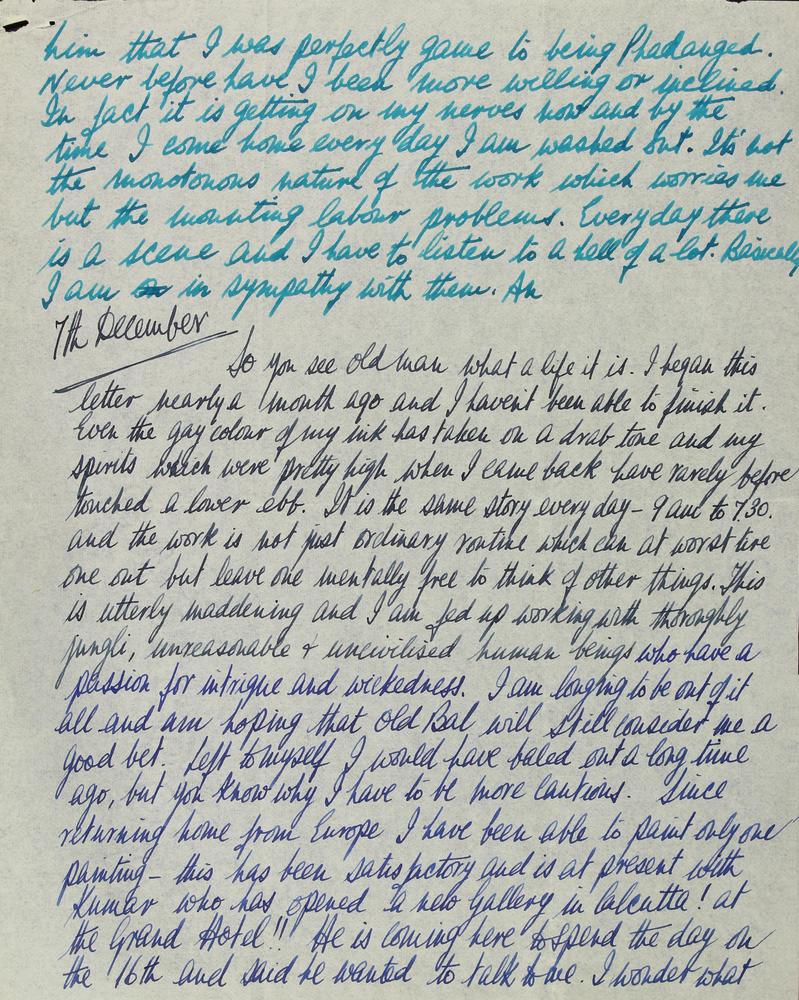 him that I was perfectly game to being Phadanged.
Never before have I been more willing or inclined.
In fact it is getting on my nerves now and by the
time I come home every day I am washed out. Its' not
the monotonous nature of the work which worries me
but the mounting labour problems. Everyday there
is a scene and I have to listen to a hell of a lot. Basically
I am in sympathy with them. An
7th December
So you see old man what a life it is. I began this
letter nearly a month ago and I havent been able to finish it.
Even the gay colour of my ink has taken on a drab tone and my
spirits which were pretty high when I came back have rarely before
touched a lower ebb. It is the same story every day - 9 am to 7.30.
and the work is not just ordinary routine which can at worst tire
one out but leave one mentally free to think of other things. This
is utterly maddening and I am fed up working with thoroughly
jungli, unreasonable & uncivilised human beings who have a
passion for intrigue and wickedness. I am longing to be out of it
all and am hoping that old Bal will still consider me a
good bet. Left to myself I would have baled out a long time
ago, but you know why I have to be more cautious. Since
returning home from Europe I have been able to paint only one
painting - this has been satisfactory and is at present with
Kumar who has opened a new Gallery in Calcutta! at
the Grand Hotel!! He is coming here to spend the day on
the 16th and said he wanted to talk to me. I wonder what